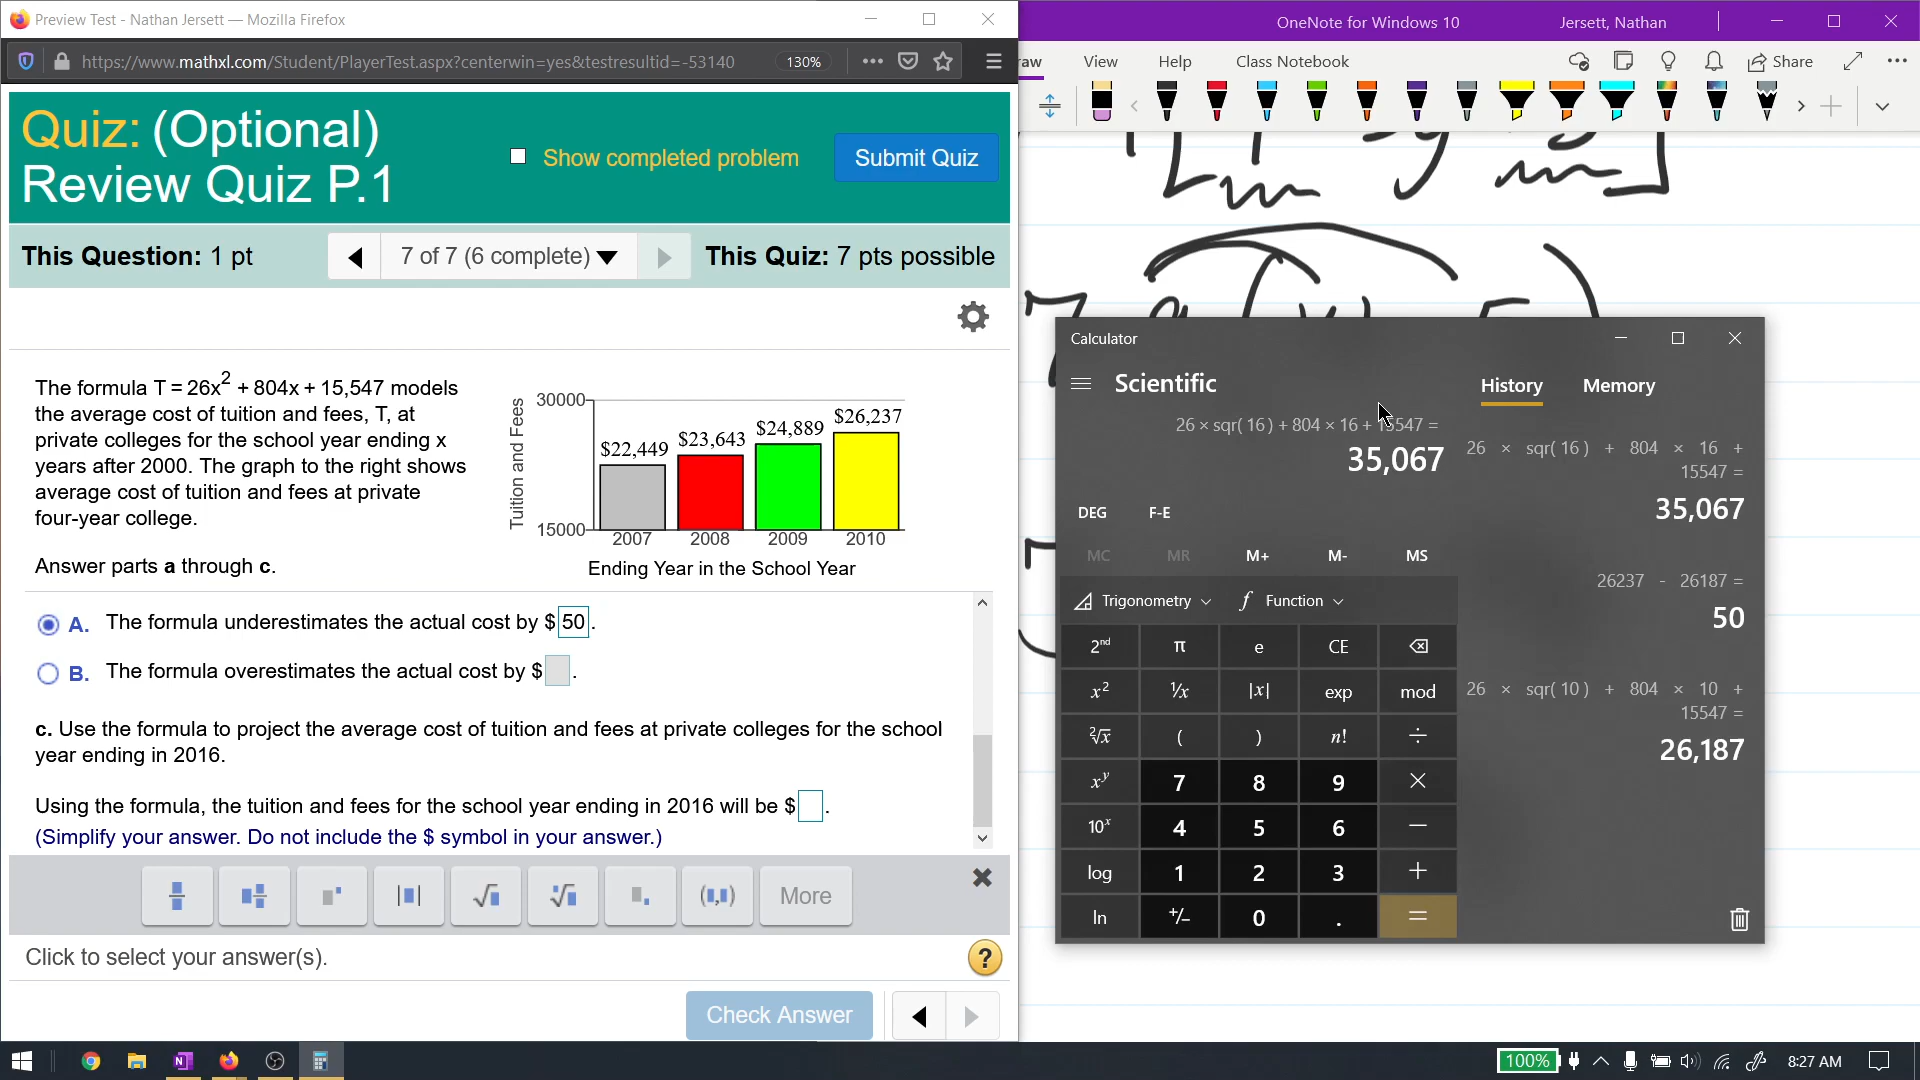 Preview Test - Nathan Jersett — Mozilla Firefox
https://www.mathxl.com/Student/PlayerTest.aspx?centerwin=yes&testresultid=-53140
130%
Quiz: (Optional)
Review Quiz P.1
Show completed problem
Submit Quiz
This Question: 1 pt
7 of 7 (6 complete)
This Quiz: 7 pts possible
The formula T = 26x² + 804x + 15,547 models
the average cost of tuition and fees, T, at
private colleges for the school year ending x
years after 2000. The graph to the right shows
average cost of tuition and fees at private
four-year college.
Answer parts a through c.
Tuition and Fees
30000
15000
$22,449
$23,643
$24,889
$26,237
2007
2008
2009
2010
Ending Year in the School Year
A. The formula underestimates the actual cost by $ 50.
B. The formula overestimates the actual cost by $ .
c. Use the formula to project the average cost of tuition and fees at private colleges for the school
year ending in 2016.
Using the formula, the tuition and fees for the school year ending in 2016 will be $ .
(Simplify your answer. Do not include the $ symbol in your answer.)
More
Click to select your answer(s).
?
Check Answer
OneNote for Windows 10
Jersett, Nathan
raw
View
Help
Class Notebook
Share
Calculator
Scientific
History
Memory
26 × sqr( 16 ) + 804 × 16 + 15547 =
35,067
DEG
F-E
MC
MR
M+
M-
MS
Trigonometry
Function
2nd
π
e
CE
x²
¹/x
|x|
exp
mod
²√x
(
)
n!
÷
xʸ
7
8
9
×
10ˣ
4
5
6
−
log
1
2
3
+
ln
+/−
0
.
=
26 × sqr( 16 ) + 804 × 16 +
15547 =
35,067
26237 - 26187 =
50
26 × sqr( 10 ) + 804 × 10 +
15547 =
26,187
100%
8:27 AM